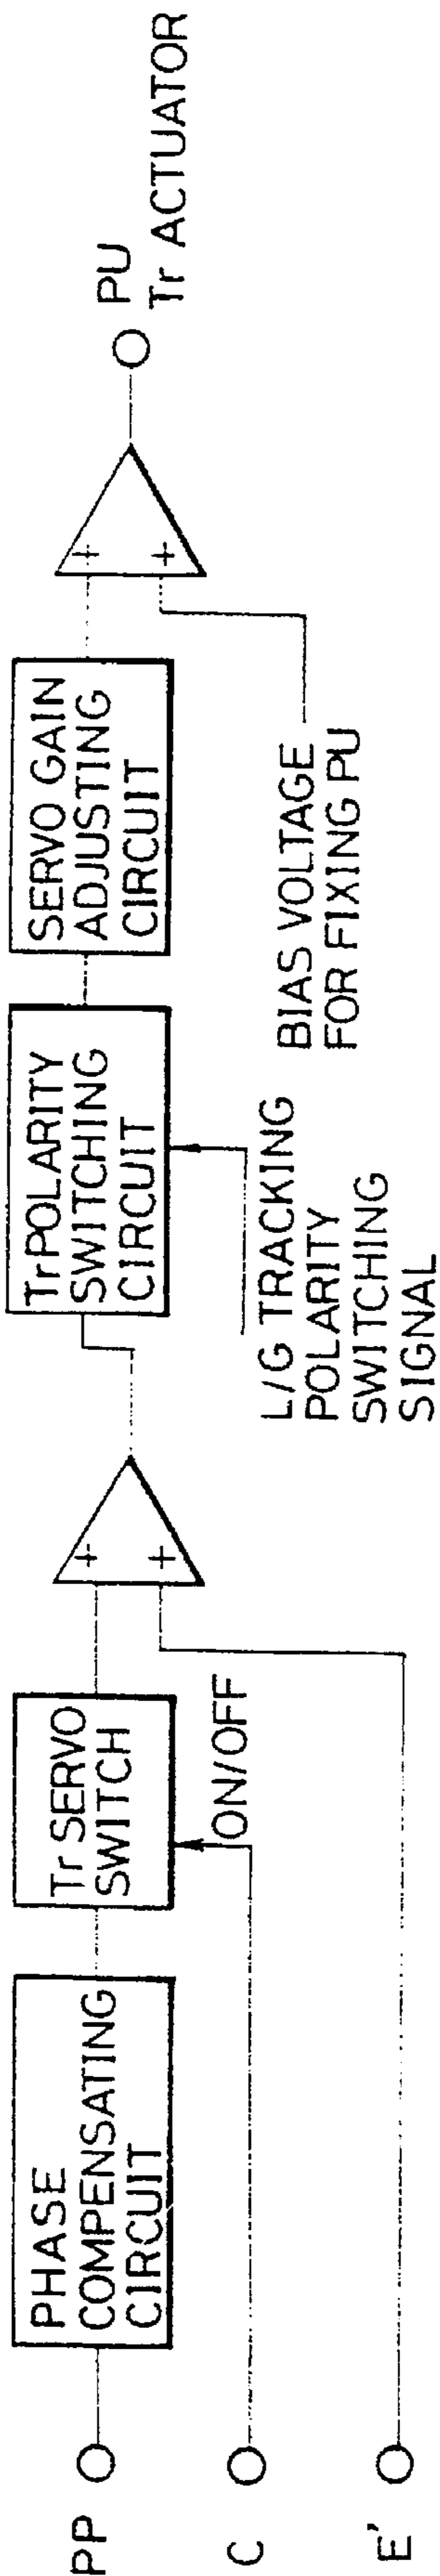 PP
PHASE
COMPENSATING
CIRCUIT
Tr SERVO
SWITCH
ON/OFF
C
E'
+
+
Tr POLARITY
SWITCHING
CIRCUIT
L/G TRACKING
POLARITY
SWITCHING
SIGNAL
SERVO GAIN
ADJUSTING
CIRCUIT
BIAS VOLTAGE
FOR FIXING PU
+
+
PU
Tr ACTUATOR